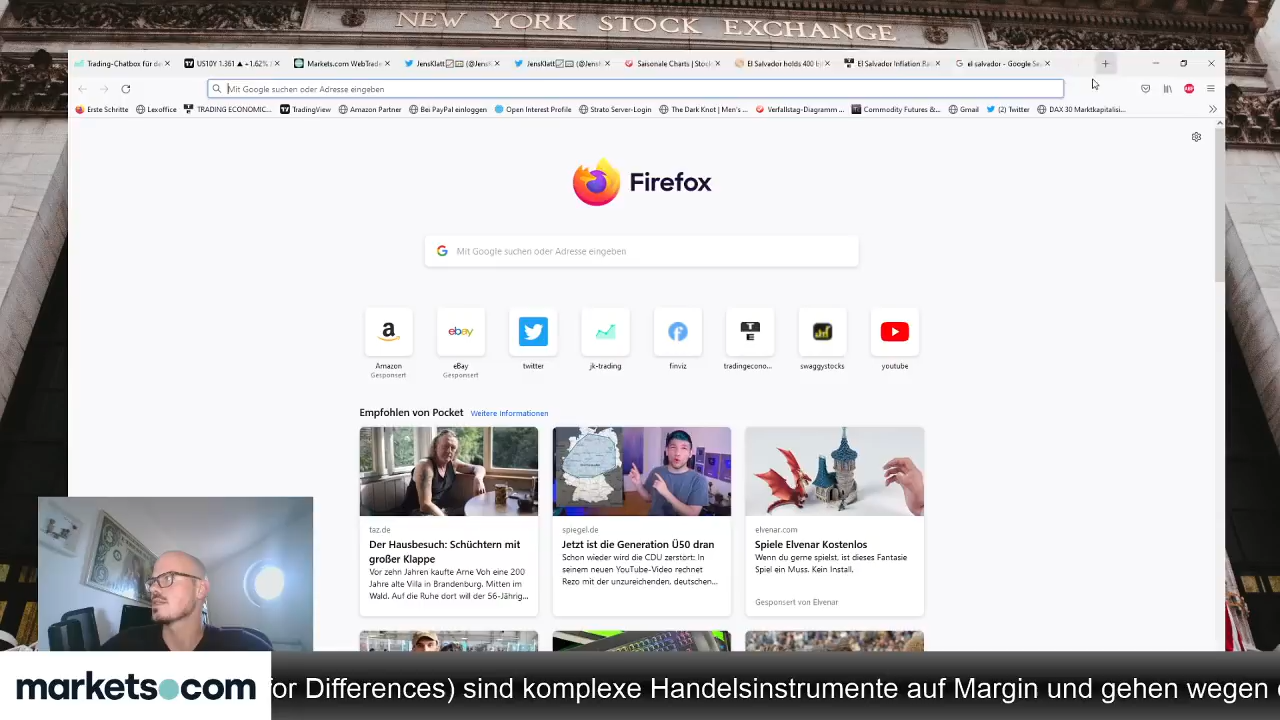 NEW YORK STOCK EXCHANGE
Trading-Chatbox für de
US10Y 1.361 ▲ +1.62%
Markets.com WebTrade
JensKlatt
(@Jens
JensKlatt
(@Jens
Saisonale Charts | Stock
El Salvador holds 400 bi
El Salvador Inflation Ra
el salvador - Google Se
Mit Google suchen oder Adresse eingeben
Erste Schritte
Lexoffice
TRADING ECONOMIC...
TradingView
Amazon Partner
Bei PayPal einloggen
Open Interest Profile
Strato Server-Login
The Dark Knot | Men's ...
Verfallstag-Diagramm ...
Commodity Futures &...
Gmail
(2) Twitter
DAX 30 Marktkapitalisi...
Firefox
Mit Google suchen oder Adresse eingeben
a
ebay
T
E
Amazon
Gesponsert
eBay
Gesponsert
twitter
jk-trading
finviz
tradingecono...
swaggystocks
youtube
Empfohlen von Pocket Weitere Informationen
taz.de
Der Hausbesuch: Schüchtern mit
großer Klappe
Vor zehn Jahren kaufte Arne Voh eine 200
Jahre alte Villa in Brandenburg. Mitten im
Wald. Auf die Ruhe dort will der 56-Jährig...
spiegel.de
Jetzt ist die Generation Ü50 dran
Schon wieder wird die CDU zerstört: In
seinem neuen YouTube-Video rechnet
Rezo mit der unzureichenden, deutschen...
elvenar.com
Spiele Elvenar Kostenlos
Wenn du gerne spielst, ist dieses Fantasie
Spiel ein Muss. Kein Install.
Gesponsert von Elvenar
markets.com
for Differences) sind komplexe Handelsinstrumente auf Margin und gehen wegen